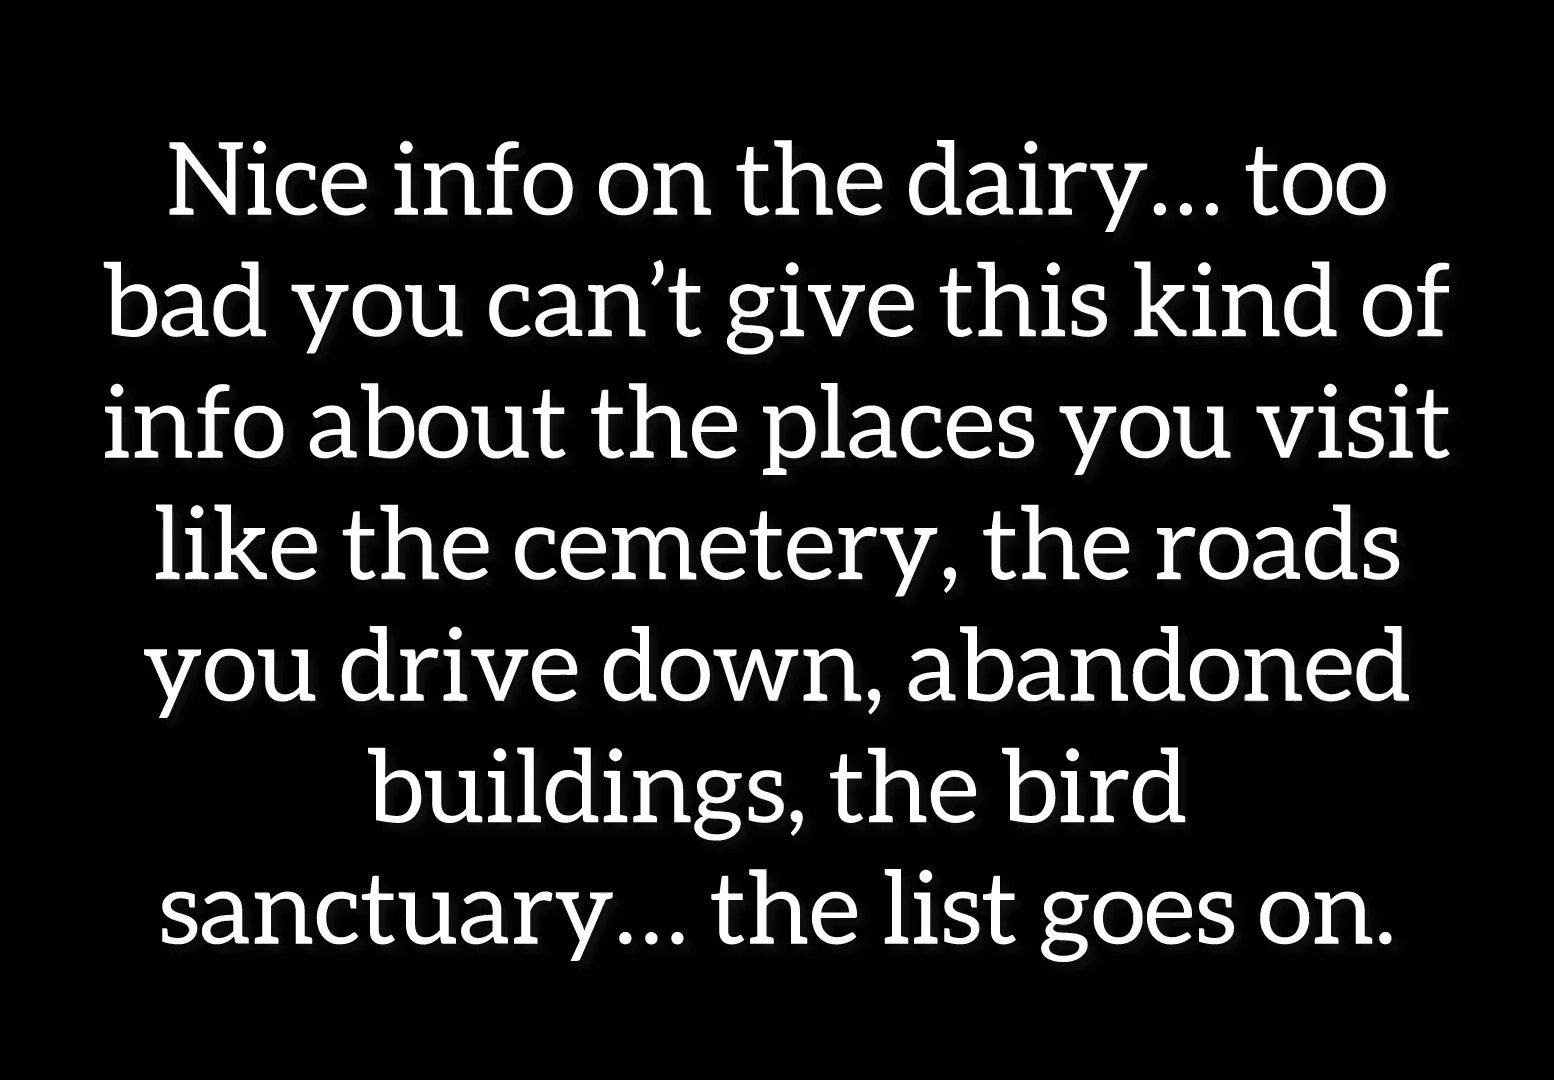 Nice info on the dairy... too
bad you can’t give this kind of
info about the places you visit
like the cemetery, the roads
you drive down, abandoned
buildings, the bird
sanctuary... the list goes on.